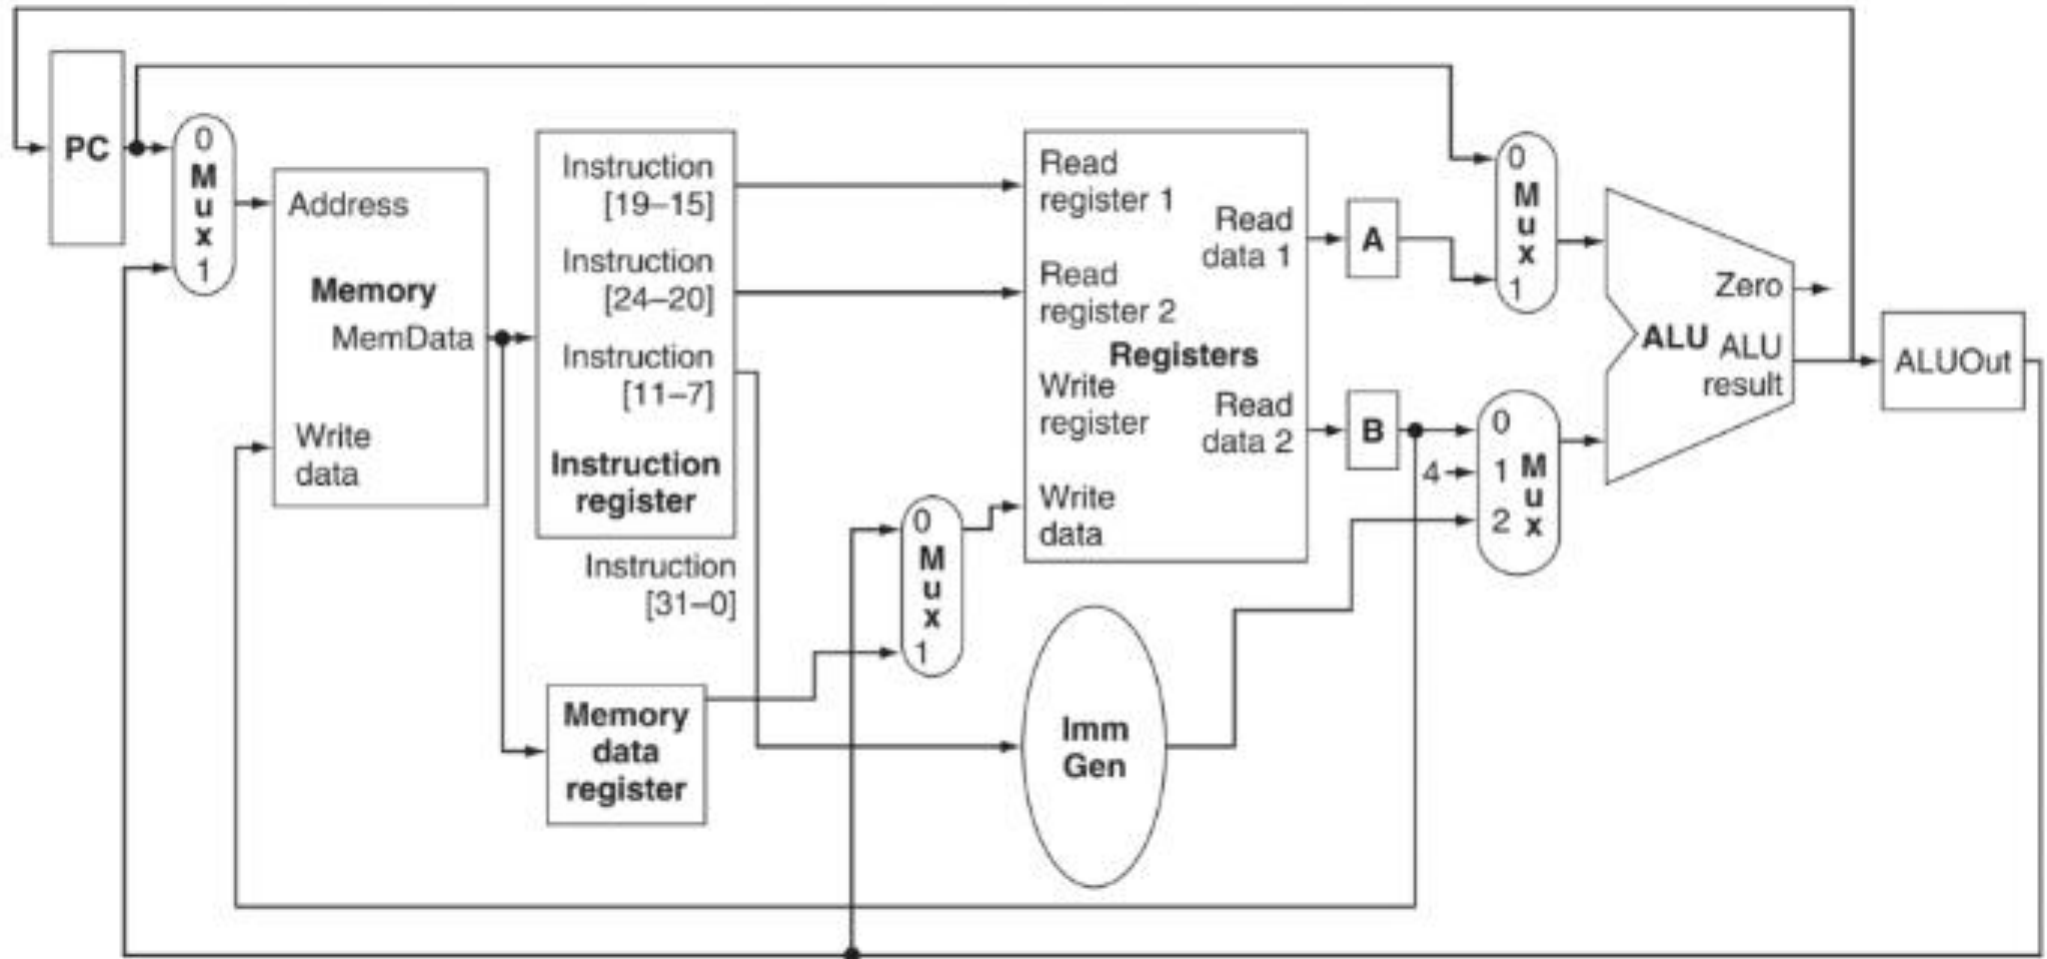 PC
0
M
u
x
1
Address
Memory
MemData
Write
data
Instruction
[19–15]
Instruction
[24–20]
Instruction
[11–7]
Instruction
register
Instruction
[31–0]
Memory
data
register
0
M
u
x
1
Read
register 1
Read
data 1
Read
register 2
Registers
Write
register
Read
data 2
Write
data
Imm
Gen
A
B
4
0
M
u
x
1
0
1
2
M
u
x
Zero
ALU
ALU
result
ALUOut